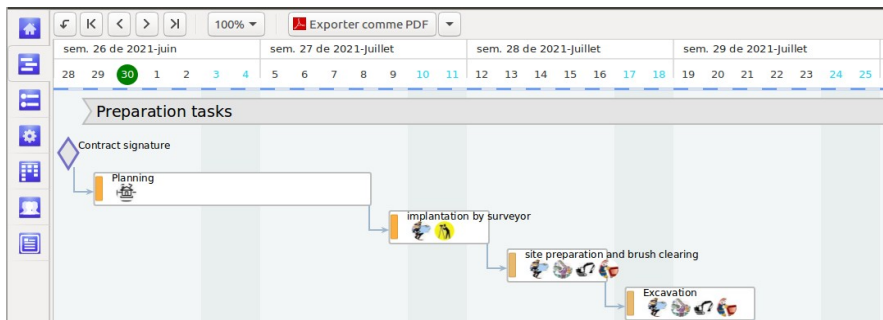 100%
Exporter comme PDF
sem. 26 de 2021-juin sem. 27 de 2021-Juillet sem. 28 de 2021-Juillet sem. 29 de 2021-Juillet
28 29 30 1 2 3 4 5 6 7 8 9 10 11 12 13 14 15 16 17 18 19 20 21 22 23 24 25
Preparation tasks
Contract signature
Planning
implantation by surveyor
site preparation and brush clearing
Excavation